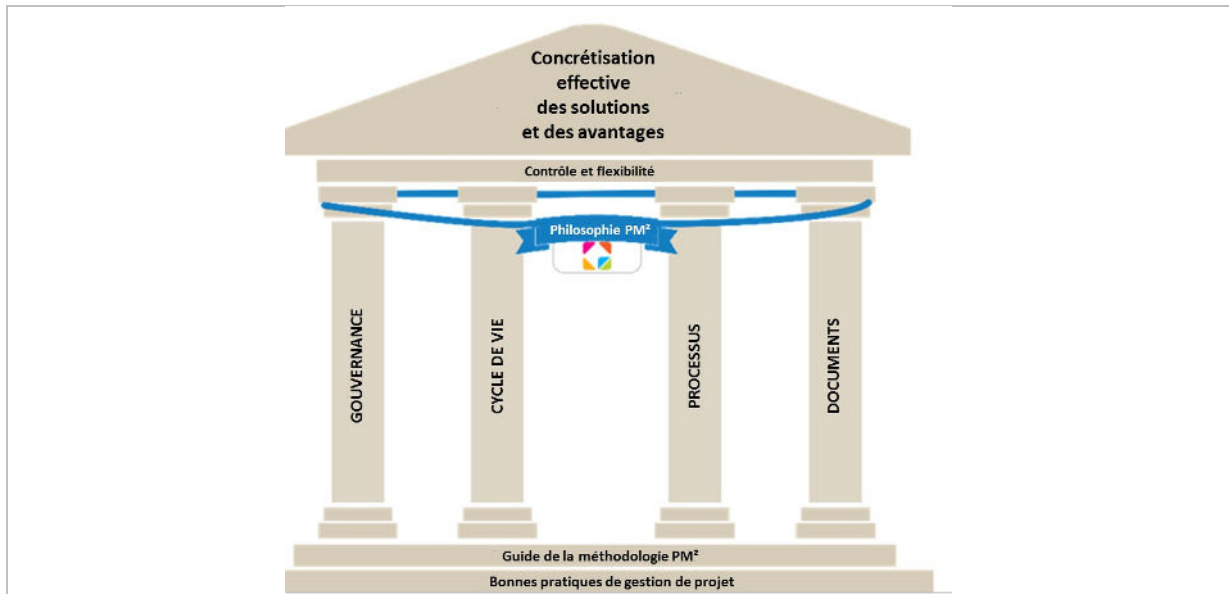 Concrétisation
effective
des solutions
et des avantages
Contrôle et flexibilité
Philosophie PM²
GOUVERNANCE
CYCLE DE VIE
PROCESSUS
DOCUMENTS
Guide de la méthodologie PM²
Bonnes pratiques de gestion de projet